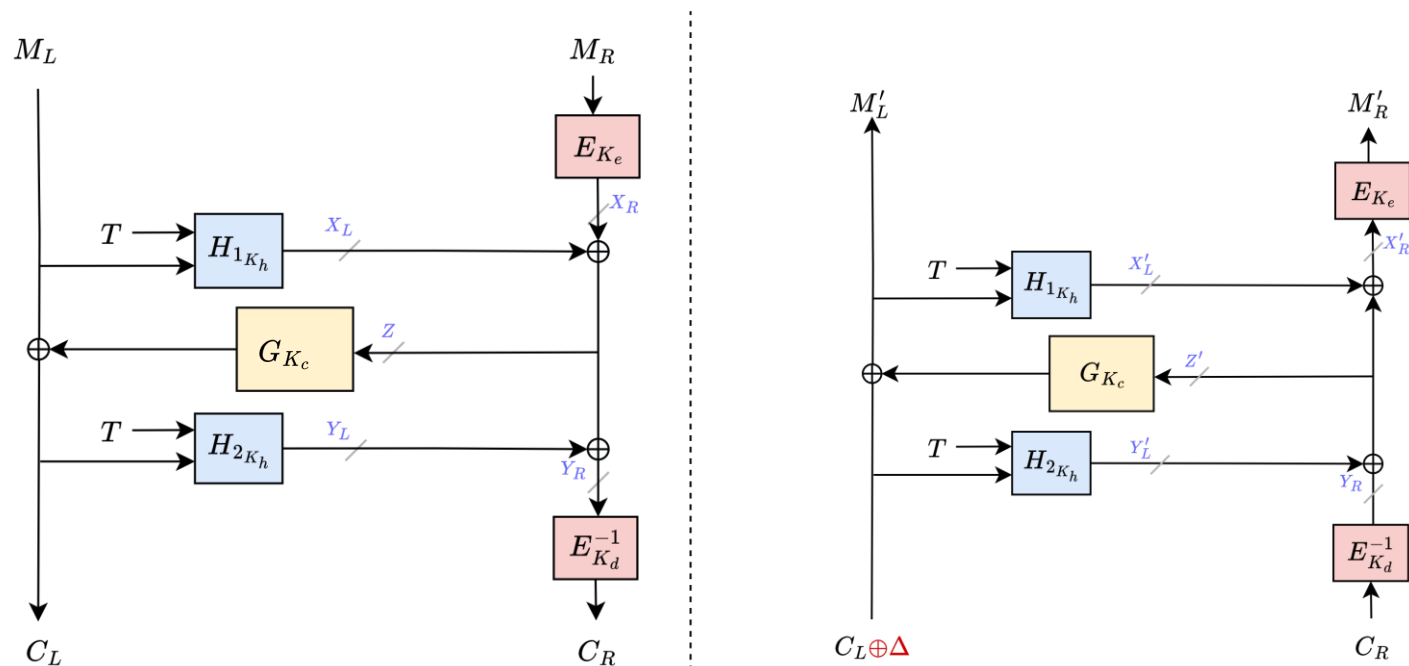 M_L
M_R
E_{K_e}
X_R
T
H_{1_{K_h}}
X_L
G_{K_c}
Z
T
H_{2_{K_h}}
Y_L
Y_R
E_{K_d}^{-1}
C_L
C_R
M'_L
M'_R
E_{K_e}
X'_R
T
H_{1_{K_h}}
X'_L
G_{K_c}
Z'
T
H_{2_{K_h}}
Y'_L
Y_R
E_{K_d}^{-1}
C_L⊕Δ
C_R